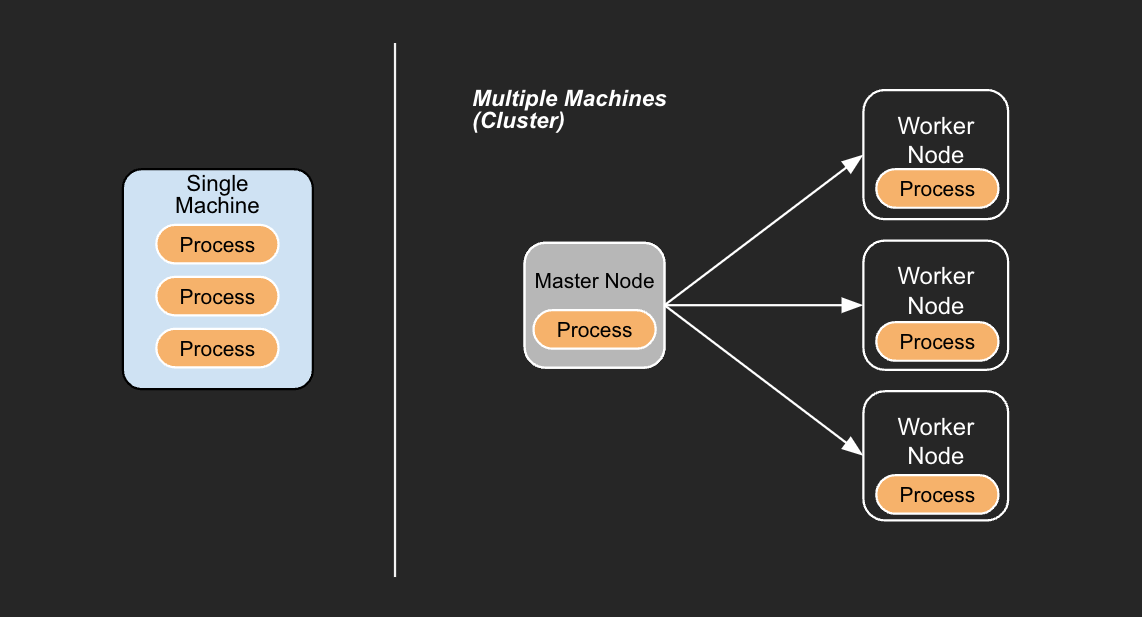 Single
Machine
Process
Process
Process
Multiple Machines
(Cluster)
Master Node
Process
Worker
Node
Process
Worker
Node
Process
Worker
Node
Process